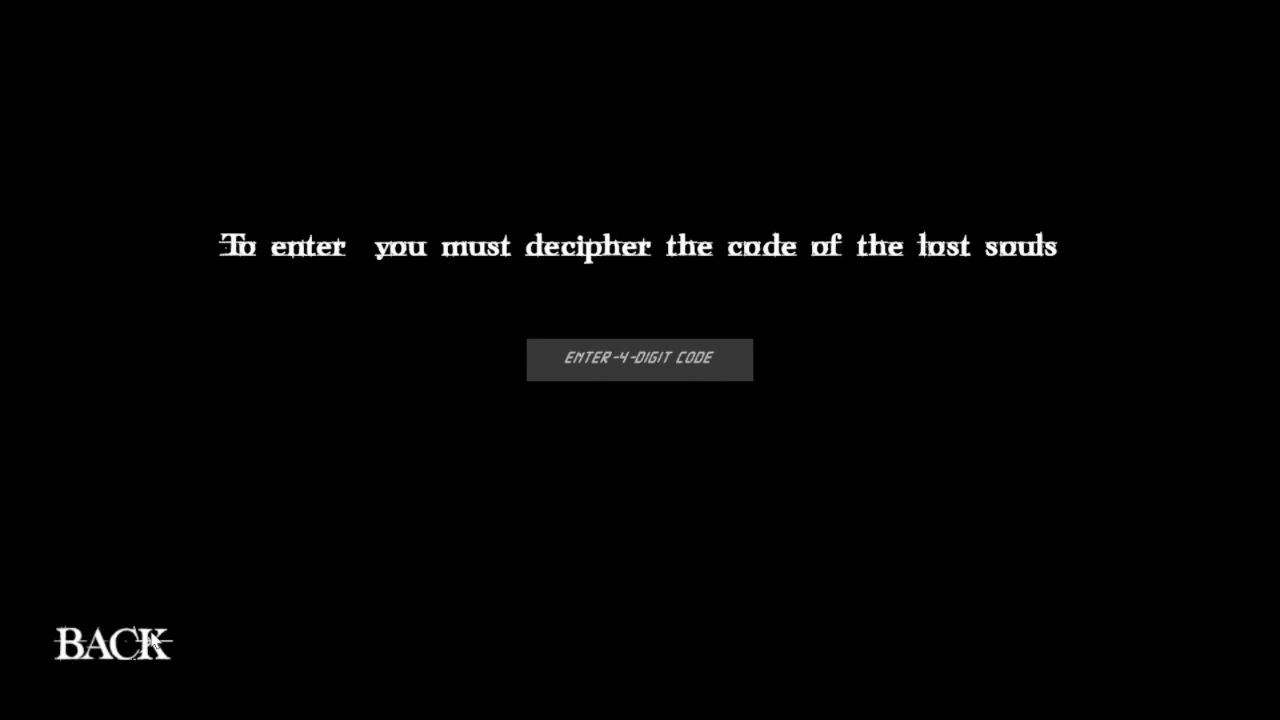 To enter you must decipher the code of the lost souls
ENTER-4-DIGIT CODE
BACK